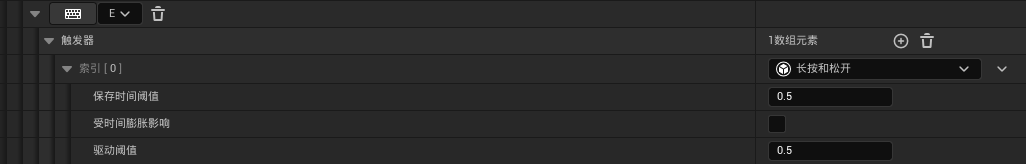 E
触发器 1数组元素
索引 [ 0 ] 长按和松开
保存时间阈值 0.5
受时间膨胀影响
驱动阈值 0.5